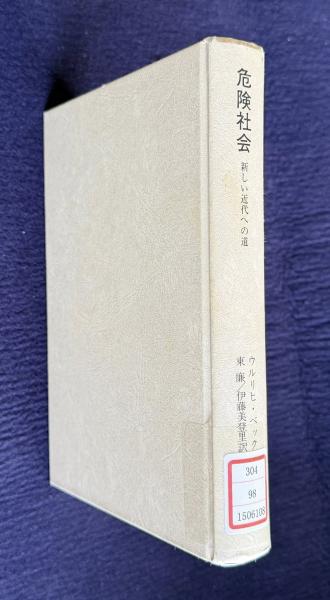 危険社会
新しい近代への道
ウルリヒ・ベック
東 廉／伊藤美登里訳
304
98
1506108